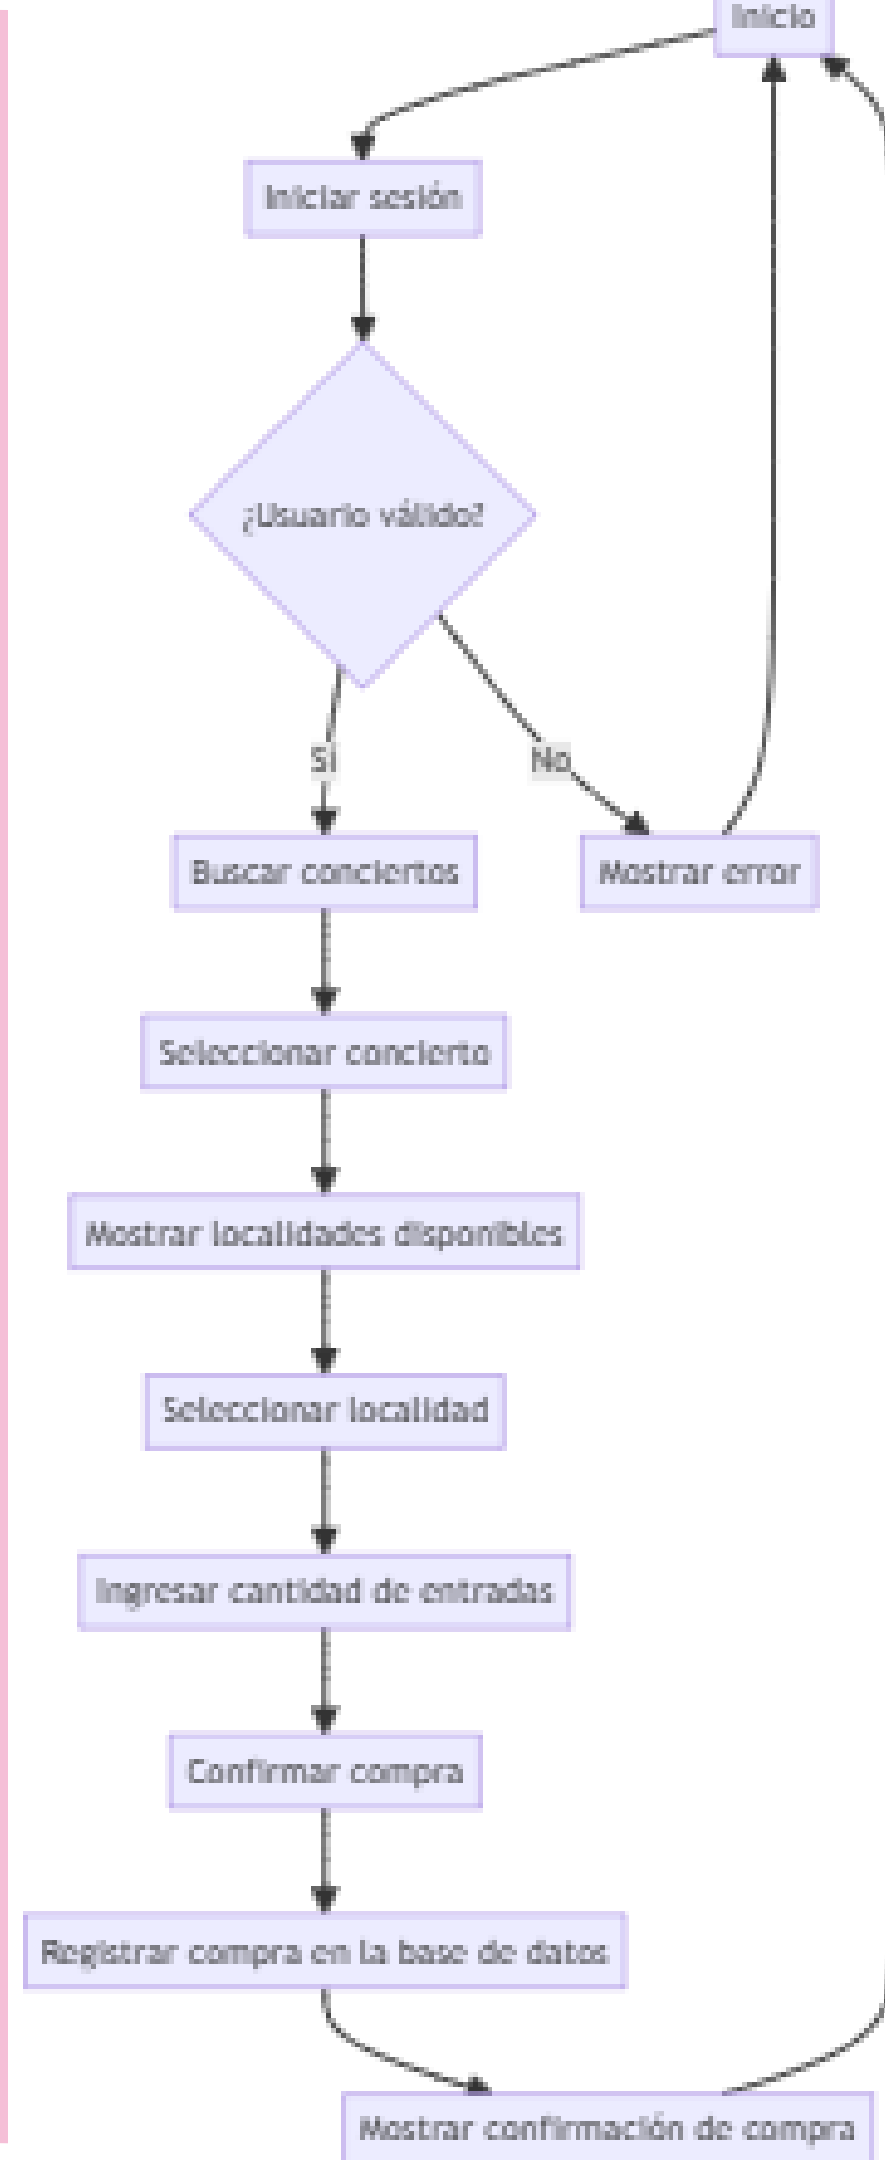 Inicio
Iniciar sesión
¿Usuario válido?
Sí
No
Buscar conciertos
Mostrar error
Seleccionar concierto
Mostrar localidades disponibles
Seleccionar localidad
Ingresar cantidad de entradas
Confirmar compra
Registrar compra en la base de datos
Mostrar confirmación de compra